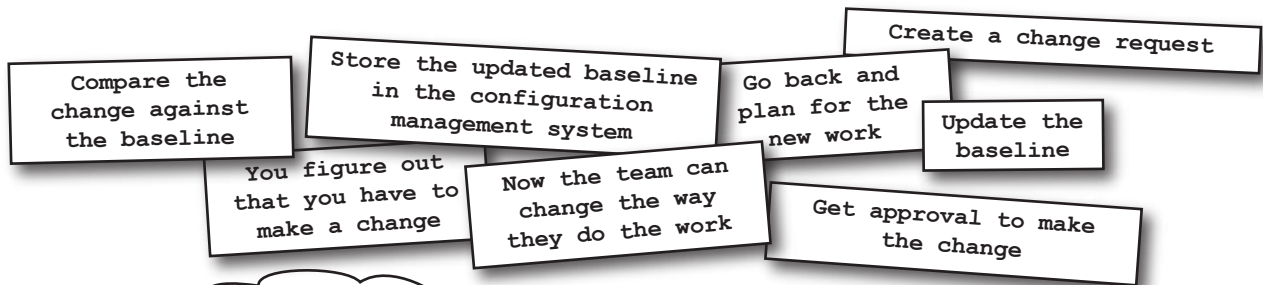 Create a change request
Compare the
change against
the baseline
Store the updated baseline
in the configuration
management system
Go back and
plan for the
new work
Update the
baseline
You figure out
that you have to
make a change
Now the team can
change the way
they do the work
Get approval to make
the change